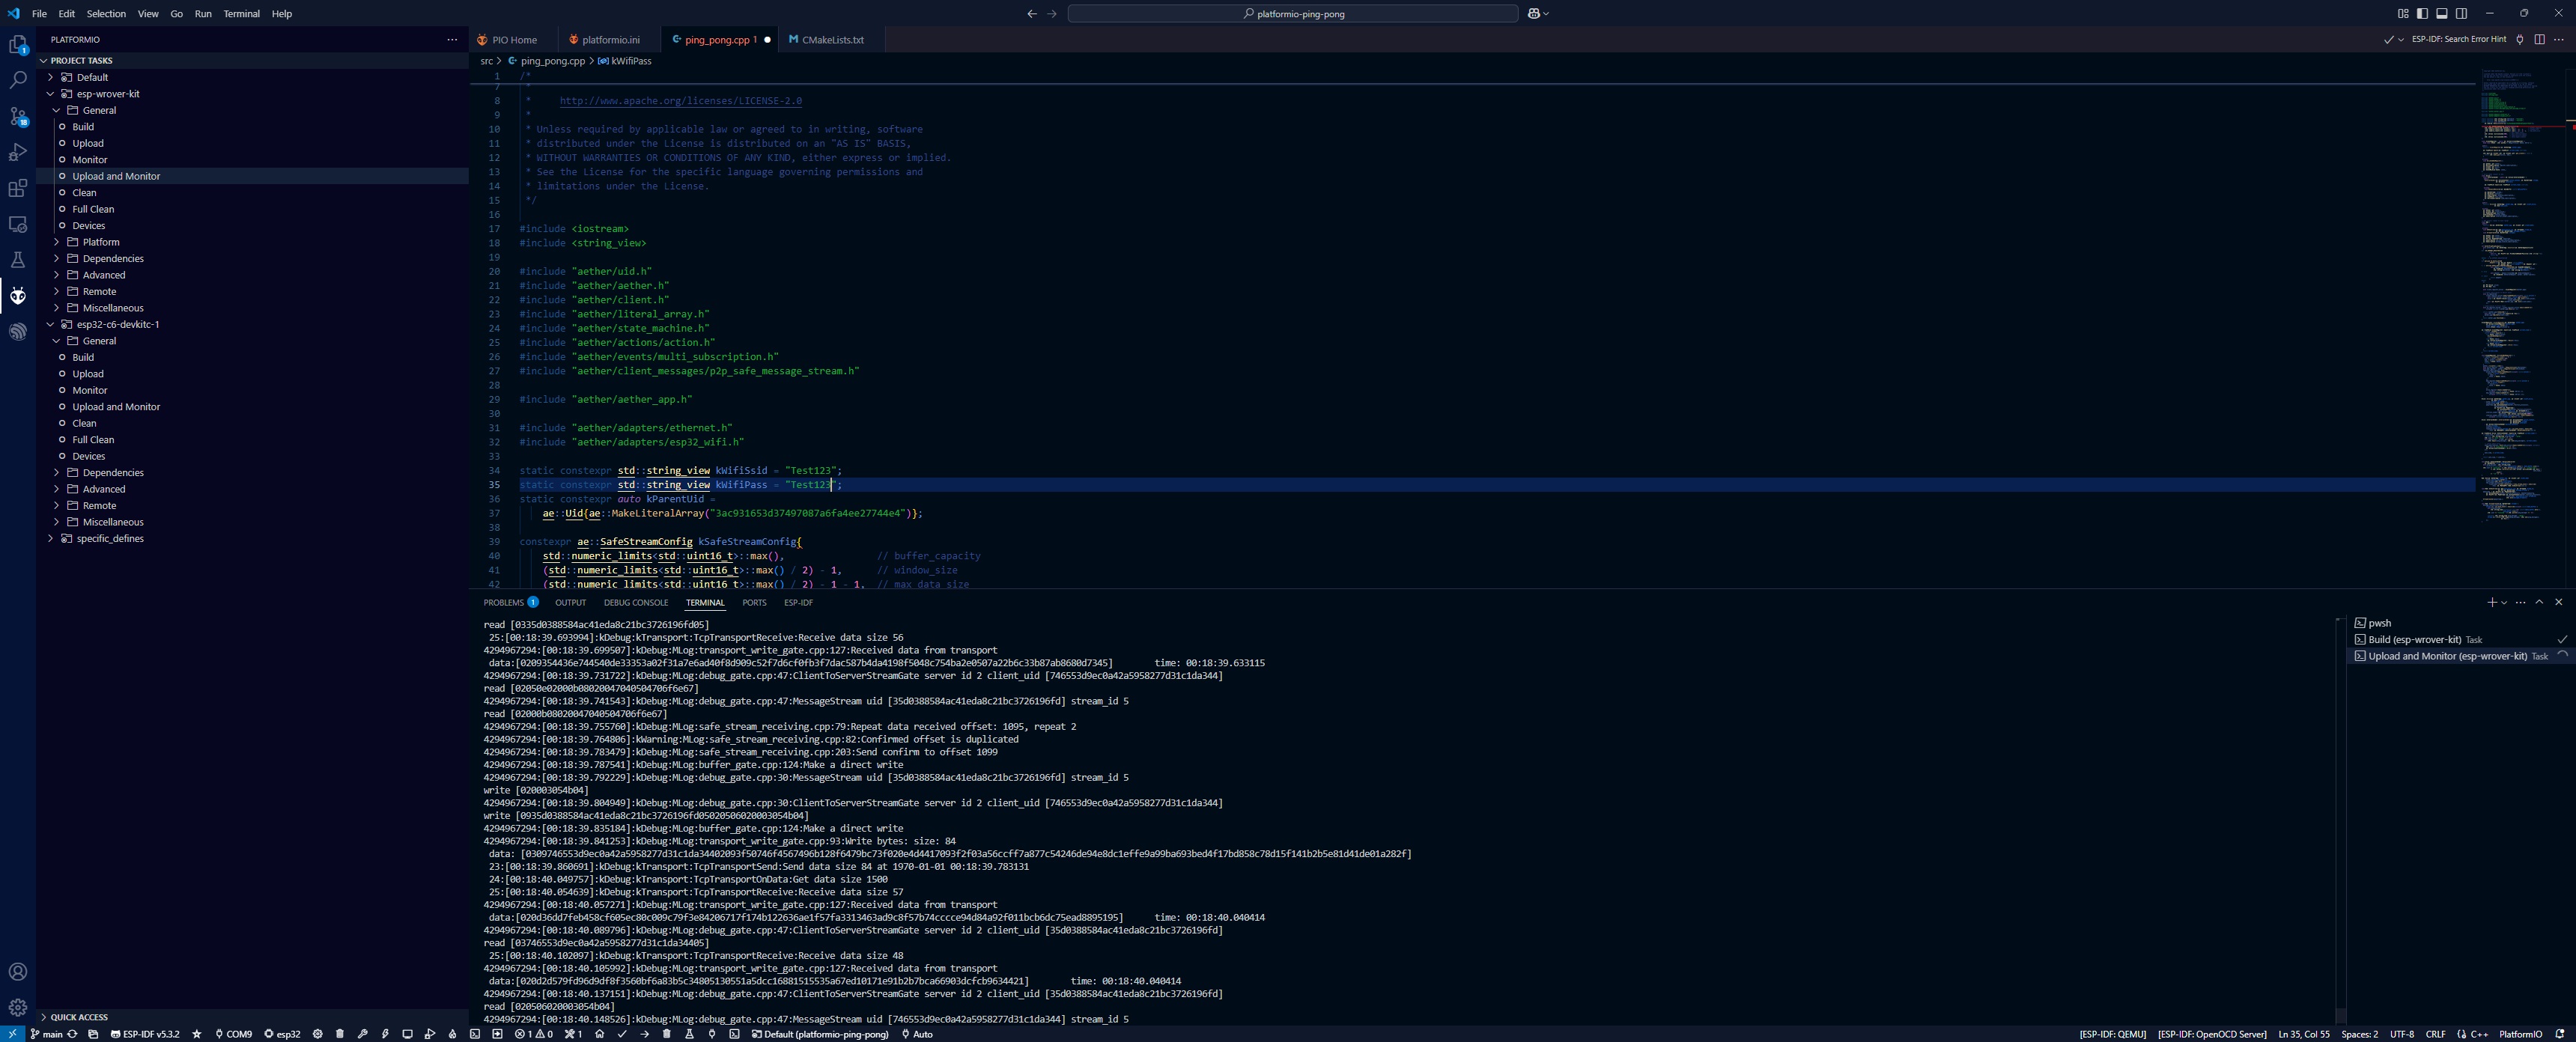 File Edit Selection View Go Run Terminal Help
platformio-ping-pong
PLATFORMIO
PROJECT TASKS
Default
esp-wrover-kit
General
Build
Upload
Monitor
Upload and Monitor
Clean
Full Clean
Devices
Platform
Dependencies
Advanced
Remote
Miscellaneous
esp32-c6-devkitc-1
General
Build
Upload
Monitor
Upload and Monitor
Clean
Full Clean
Devices
Dependencies
Advanced
Remote
Miscellaneous
specific_defines
QUICK ACCESS
PIO Home platformio.ini ping_pong.cpp 1 CMakeLists.txt
ESP-IDF: Search Error Hint
src > ping_pong.cpp > kWifiPass
1 /*
7 *
8 * http://www.apache.org/licenses/LICENSE-2.0
9 *
10 * Unless required by applicable law or agreed to in writing, software
11 * distributed under the License is distributed on an "AS IS" BASIS,
12 * WITHOUT WARRANTIES OR CONDITIONS OF ANY KIND, either express or implied.
13 * See the License for the specific language governing permissions and
14 * limitations under the License.
15 */
16
17 #include <iostream>
18 #include <string_view>
19
20 #include "aether/uid.h"
21 #include "aether/aether.h"
22 #include "aether/client.h"
23 #include "aether/literal_array.h"
24 #include "aether/state_machine.h"
25 #include "aether/actions/action.h"
26 #include "aether/events/multi_subscription.h"
27 #include "aether/client_messages/p2p_safe_message_stream.h"
28
29 #include "aether/aether_app.h"
30
31 #include "aether/adapters/ethernet.h"
32 #include "aether/adapters/esp32_wifi.h"
33
34 static constexpr std::string_view kWifiSsid = "Test123";
35 static constexpr std::string_view kWifiPass = "Test123";
36 static constexpr auto kParentUid =
37 ae::Uid{ae::MakeLiteralArray("3ac931653d37497087a6fa4ee27744e4")};
38
39 constexpr ae::SafeStreamConfig kSafeStreamConfig{
40 std::numeric_limits<std::uint16_t>::max(), // buffer_capacity
41 (std::numeric_limits<std::uint16_t>::max() / 2) - 1, // window_size
42 (std::numeric_limits<std::uint16_t>::max() / 2) - 1 - 1, // max_data_size
PROBLEMS 1 OUTPUT DEBUG CONSOLE TERMINAL PORTS ESP-IDF
read [0335d0388584ac41eda8c21bc3726196fd05]
25:[00:18:39.693994]:kDebug:kTransport:TcpTransportReceive:Receive data size 56
4294967294:[00:18:39.699507]:kDebug:MLog:transport_write_gate.cpp:127:Received data from transport
data:[0209354436e744540de33353a02f31a7e6ad40f8d909c52f7d6cf0fb3f7dac587b4da4198f5048c754ba2e0507a22b6c33b87ab8680d7345] time: 00:18:39.633115
4294967294:[00:18:39.731722]:kDebug:MLog:debug_gate.cpp:47:ClientToServerStreamGate server id 2 client_uid [746553d9ec0a42a5958277d31c1da344]
read [02050e02000b08020047040504706f6e67]
4294967294:[00:18:39.741543]:kDebug:MLog:debug_gate.cpp:47:MessageStream uid [35d0388584ac41eda8c21bc3726196fd] stream_id 5
read [02000b08020047040504706f6e67]
4294967294:[00:18:39.755760]:kDebug:MLog:safe_stream_receiving.cpp:79:Repeat data received offset: 1095, repeat 2
4294967294:[00:18:39.764806]:kWarning:MLog:safe_stream_receiving.cpp:82:Confirmed offset is duplicated
4294967294:[00:18:39.783479]:kDebug:MLog:safe_stream_receiving.cpp:203:Send confirm to offset 1099
4294967294:[00:18:39.787541]:kDebug:MLog:buffer_gate.cpp:124:Make a direct write
4294967294:[00:18:39.792229]:kDebug:MLog:debug_gate.cpp:30:MessageStream uid [35d0388584ac41eda8c21bc3726196fd] stream_id 5
write [020003054b04]
4294967294:[00:18:39.804949]:kDebug:MLog:debug_gate.cpp:30:ClientToServerStreamGate server id 2 client_uid [746553d9ec0a42a5958277d31c1da344]
write [0935d0388584ac41eda8c21bc3726196fd05020506020003054b04]
4294967294:[00:18:39.835184]:kDebug:MLog:buffer_gate.cpp:124:Make a direct write
4294967294:[00:18:39.841253]:kDebug:MLog:transport_write_gate.cpp:93:Write bytes: size: 84
data: [0309746553d9ec0a42a5958277d31c1da34402093f50746f4567496b128f6479bc73f020e4d4417093f2f03a56ccff7a877c54246de94e8dc1effe9a99ba693bed4f17bd858c78d15f141b2b5e81d41de01a282f]
23:[00:18:39.860691]:kDebug:kTransport:TcpTransportSend:Send data size 84 at 1970-01-01 00:18:39.783131
24:[00:18:40.049757]:kDebug:kTransport:TcpTransportOnData:Get data size 1500
25:[00:18:40.054639]:kDebug:kTransport:TcpTransportReceive:Receive data size 57
4294967294:[00:18:40.057271]:kDebug:MLog:transport_write_gate.cpp:127:Received data from transport
data:[020d36dd7feb458cf605ec80c009c79f3e84206717f174b122636ae1f57fa3313463ad9c8f57b74cccce94d84a92f011bcb6dc75ead8895195] time: 00:18:40.040414
4294967294:[00:18:40.089796]:kDebug:MLog:debug_gate.cpp:47:ClientToServerStreamGate server id 2 client_uid [35d0388584ac41eda8c21bc3726196fd]
read [03746553d9ec0a42a5958277d31c1da34405]
25:[00:18:40.102097]:kDebug:kTransport:TcpTransportReceive:Receive data size 48
4294967294:[00:18:40.105992]:kDebug:MLog:transport_write_gate.cpp:127:Received data from transport
data:[020d2d579fd96d9df8f3560bf6a83b5c34805130551a5dcc16881515535a67ed10171e91b2b7bca66903dcfcb9634421] time: 00:18:40.040414
4294967294:[00:18:40.137151]:kDebug:MLog:debug_gate.cpp:47:ClientToServerStreamGate server id 2 client_uid [35d0388584ac41eda8c21bc3726196fd]
read [020506020003054b04]
4294967294:[00:18:40.148526]:kDebug:MLog:debug_gate.cpp:47:MessageStream uid [746553d9ec0a42a5958277d31c1da344] stream_id 5
pwsh
Build (esp-wrover-kit) Task
Upload and Monitor (esp-wrover-kit) Task
main ESP-IDF v5.3.2 COM9 esp32 1 0 1 Default (platformio-ping-pong) Auto [ESP-IDF: QEMU] [ESP-IDF: OpenOCD Server] Ln 35, Col 55 Spaces: 2 UTF-8 CRLF C++ PlatformIO